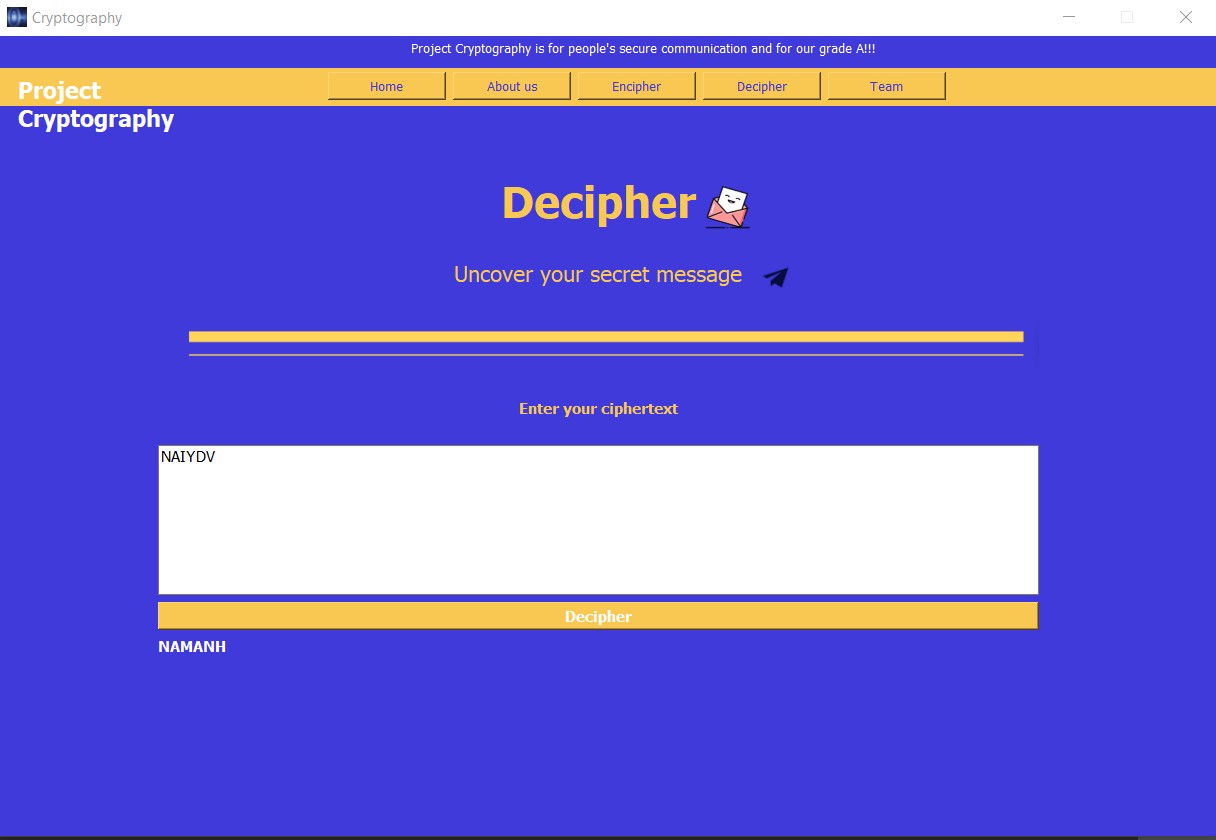 Cryptography
Project Cryptography is for people's secure communication and for our grade A!!!
Project
Cryptography
Home
About us
Encipher
Decipher
Team
Decipher
Uncover your secret message
Enter your ciphertext
NAIYDV
Decipher
NAMANH